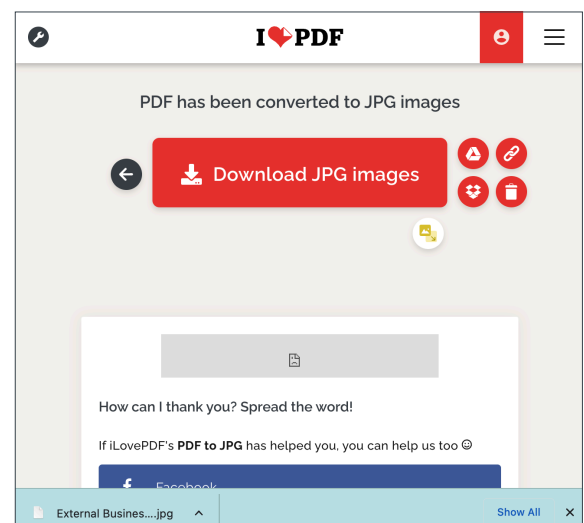 I PDF
PDF has been converted to JPG images
Download JPG images
How can I thank you? Spread the word!
If iLovePDF's PDF to JPG has helped you, you can help us too
Facebook
External Busines....jpg
Show All